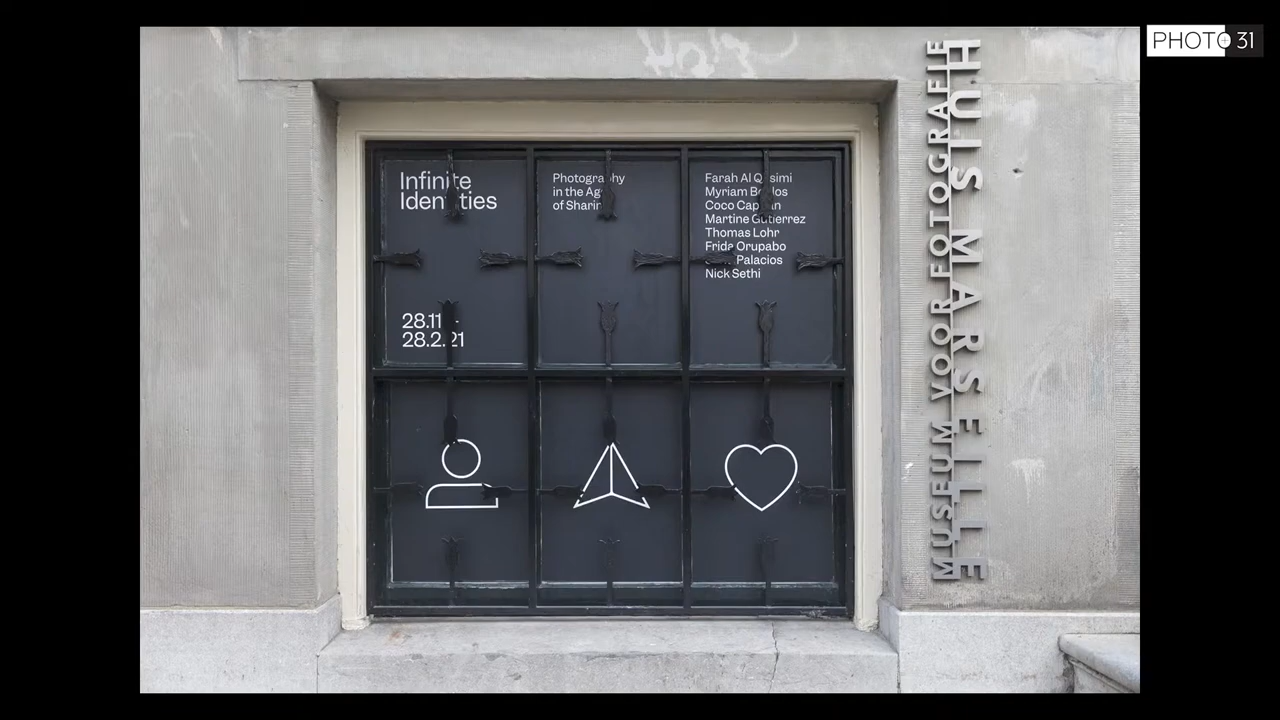 PHOTO 31
Infinite
Identities
Photography
in the Age
of Sharing
Farah Al Qasimi
Myriam Boulos
Coco Capitán
Martine Gutierrez
Thomas Lohr
Frida Orupabo
Palacios
Nick Sethi
28.11 -
28.2.21
HUIS MARSEILLE
MUSEUM VOOR FOTOGRAFIE